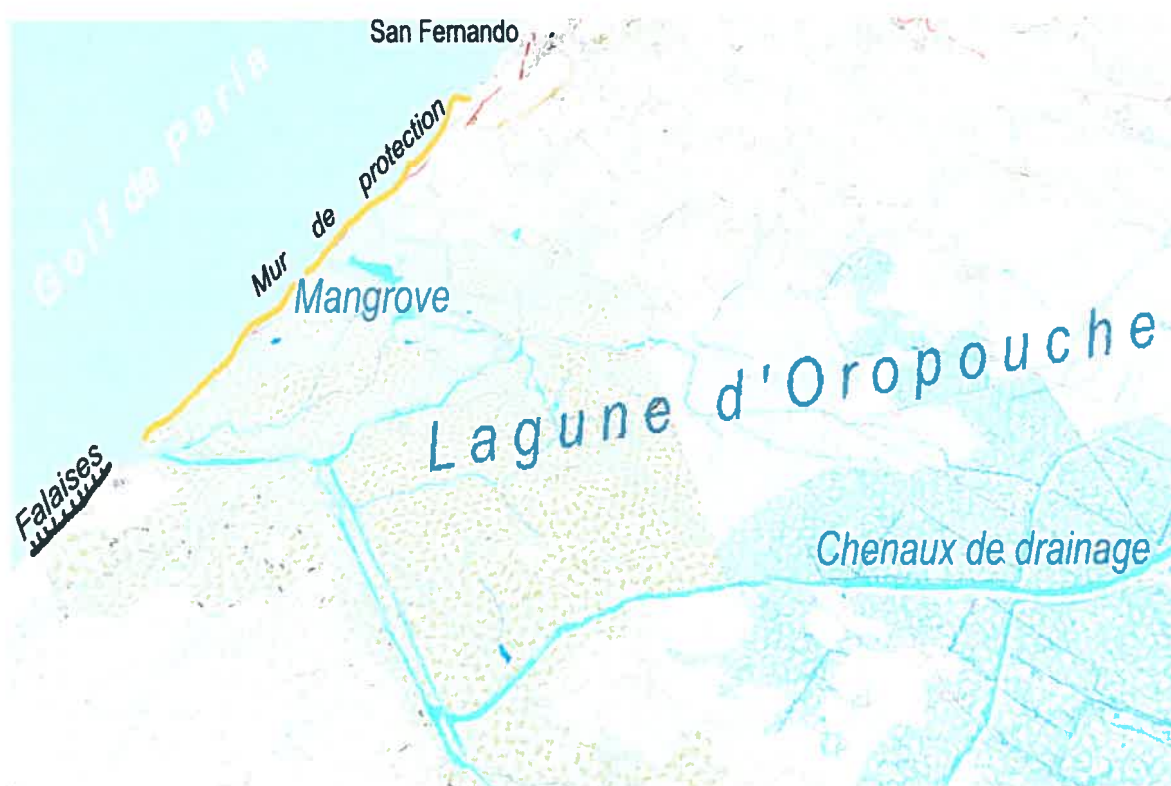 San Fernando
Golf de Paria
Mur de protection
Mangrove
Lagune d'Oropouche
Falaises
Chenaux de drainage